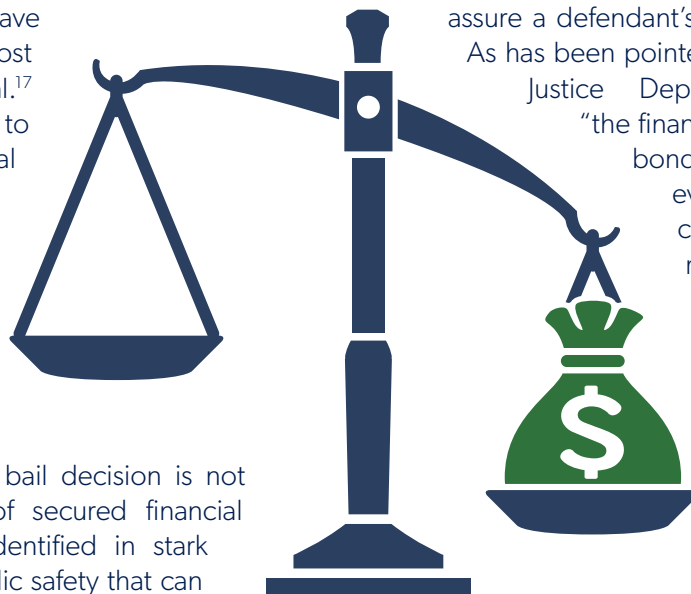 ave
ost
l.17
to
al
assure a defendant's
As has been pointe
Justice Dep
“the finan
bond
ev
c
$
bail decision is not
of secured financial
dentified in stark
lic safety that can